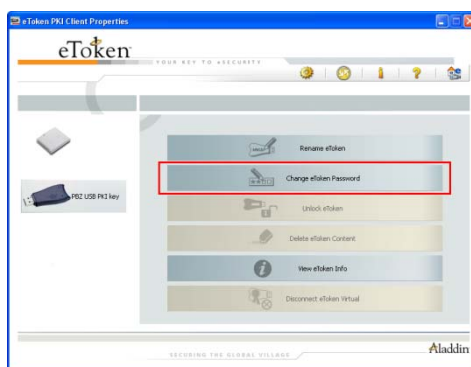 eToken PKI Client Properties
eToken
YOUR KEY TO eSECURITY
Rename eToken
Change eToken Password
PBZ USB PKI key
Unlock eToken
Delete eToken Content
View eToken Info
Disconnect eToken Virtual
SECURING THE GLOBAL VILLAGE
Aladdin